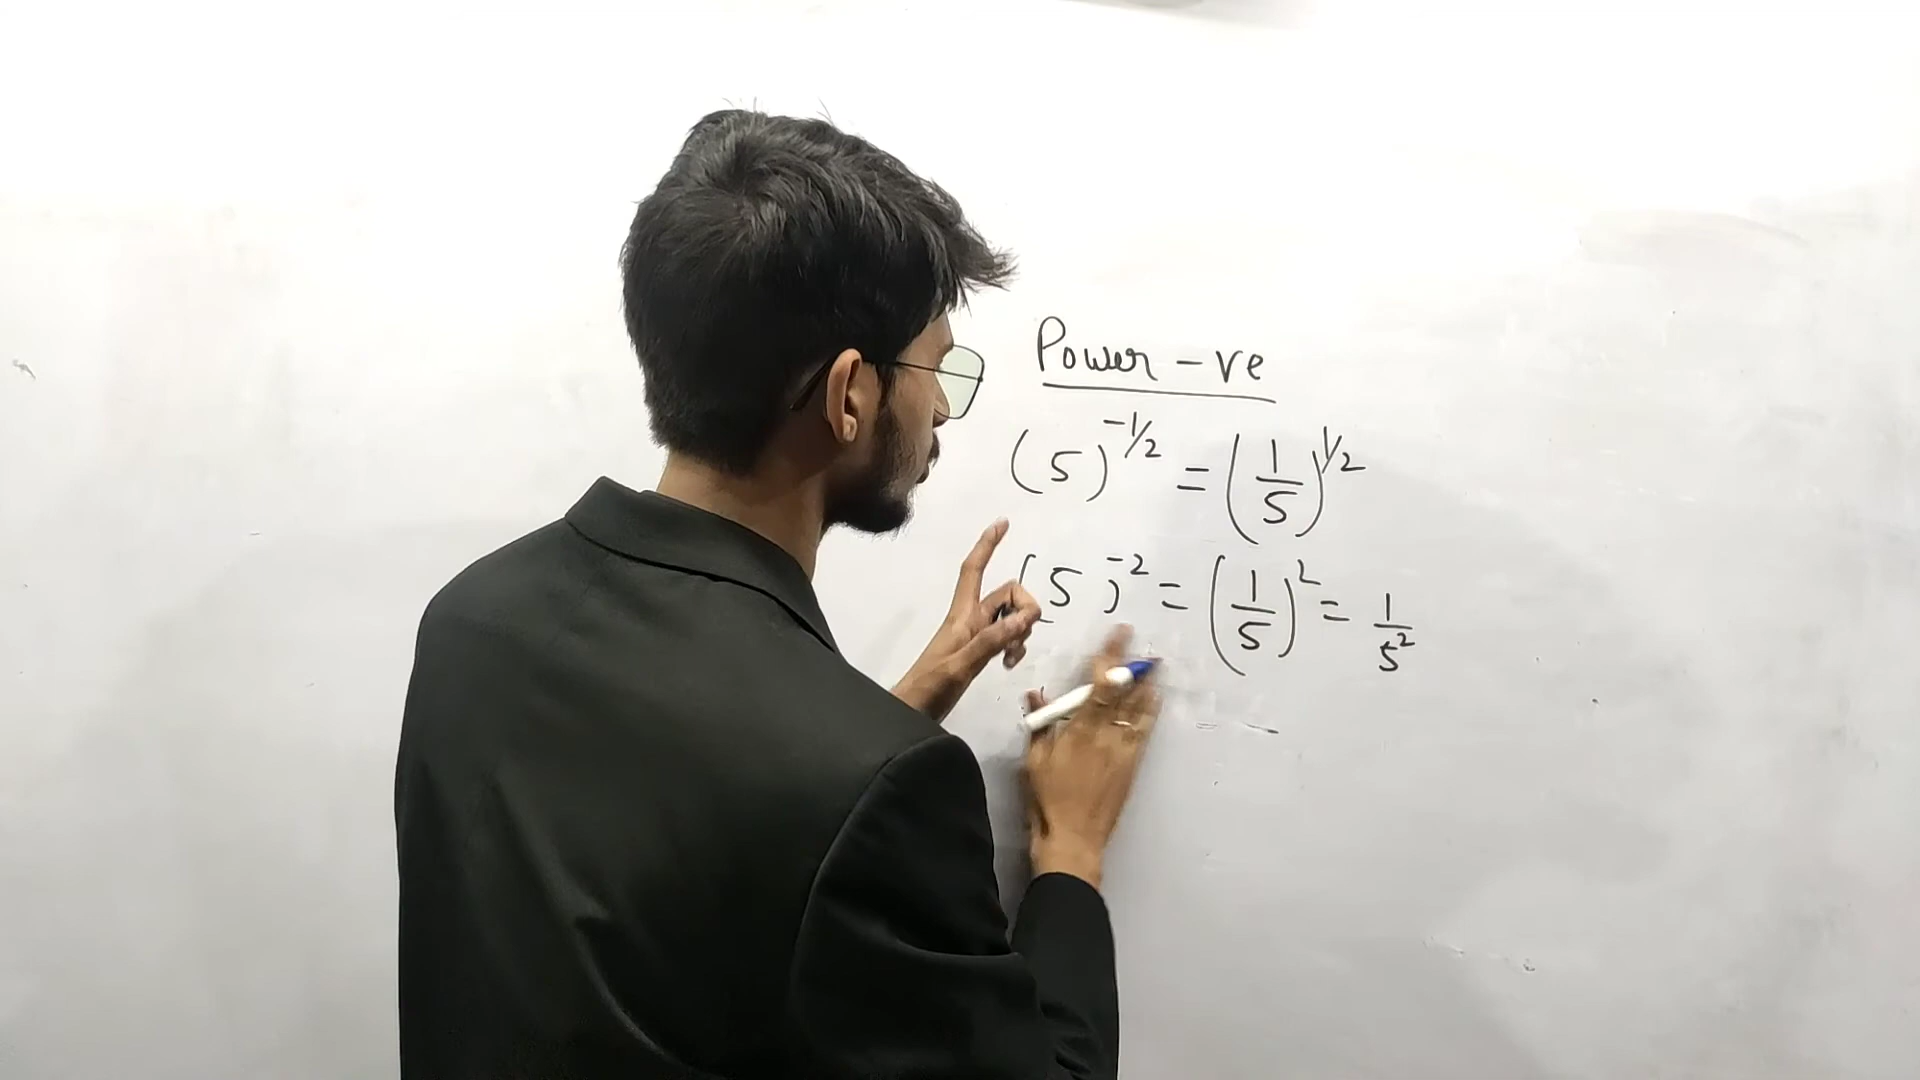 Power -ve
(5)^{-1/2} = (1/5)^{1/2}
(5)^{-2} = (1/5)^2 = 1/5^2